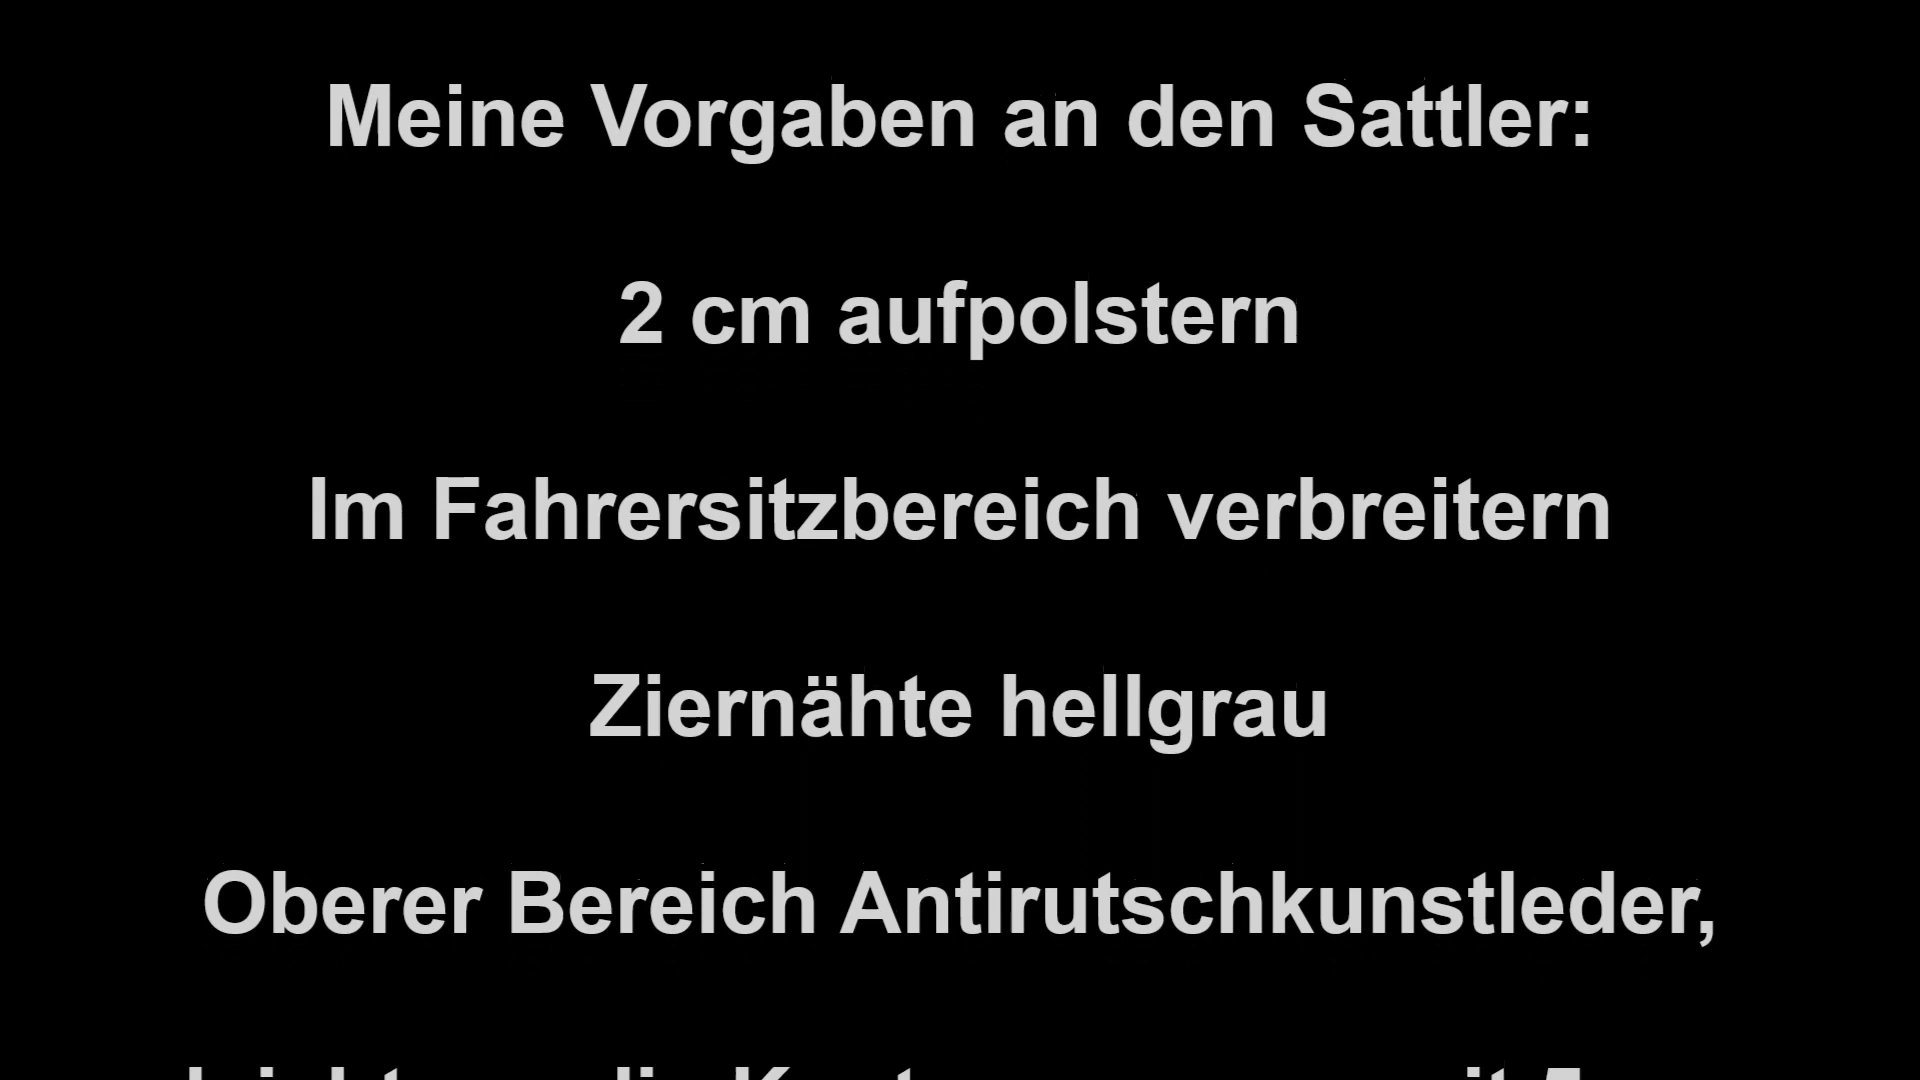 Meine Vorgaben an den Sattler:
2 cm aufpolstern
Im Fahrersitzbereich verbreitern
Ziernähte hellgrau
Oberer Bereich Antirutschkunstleder,